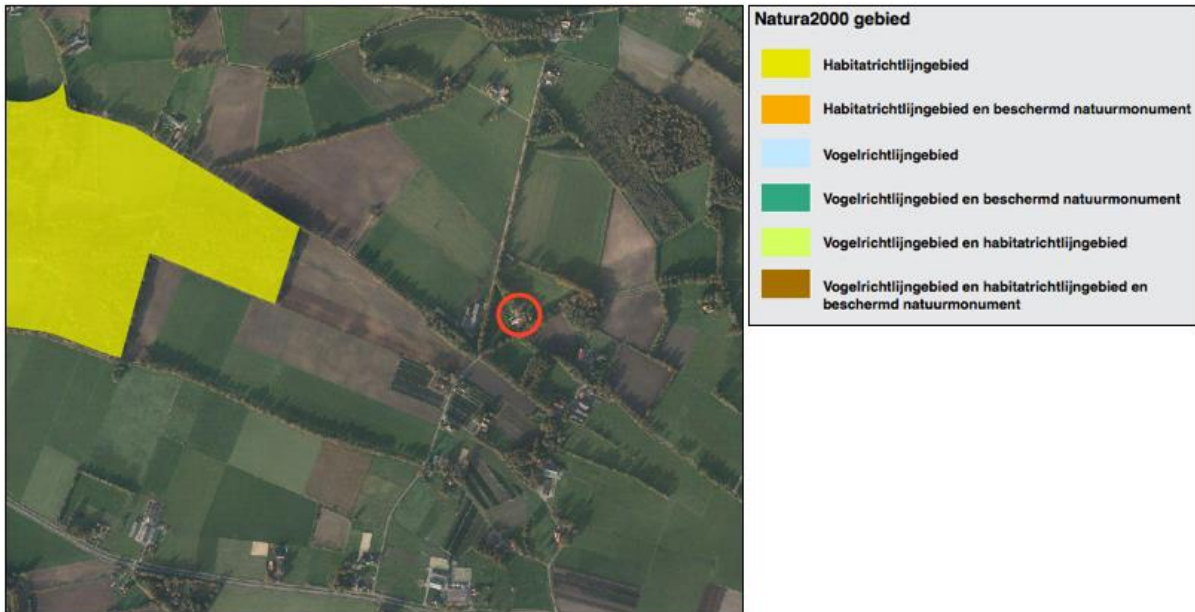 Natura2000 gebied
Habitatrichtlijngebied
Habitatrichtlijngebied en beschermd natuurmonument
Vogelrichtlijngebied
Vogelrichtlijngebied en beschermd natuurmonument
Vogelrichtlijngebied en habitatrichtlijngebied
Vogelrichtlijngebied en habitatrichtlijngebied en
beschermd natuurmonument